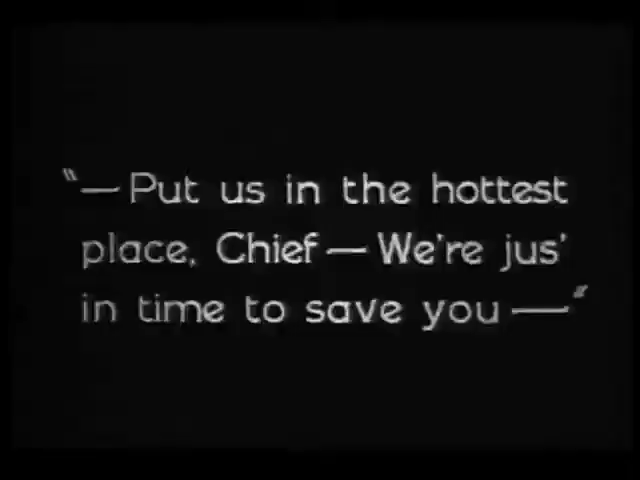 "—Put us in the hottest
place, Chief — We're jus'
in time to save you —"